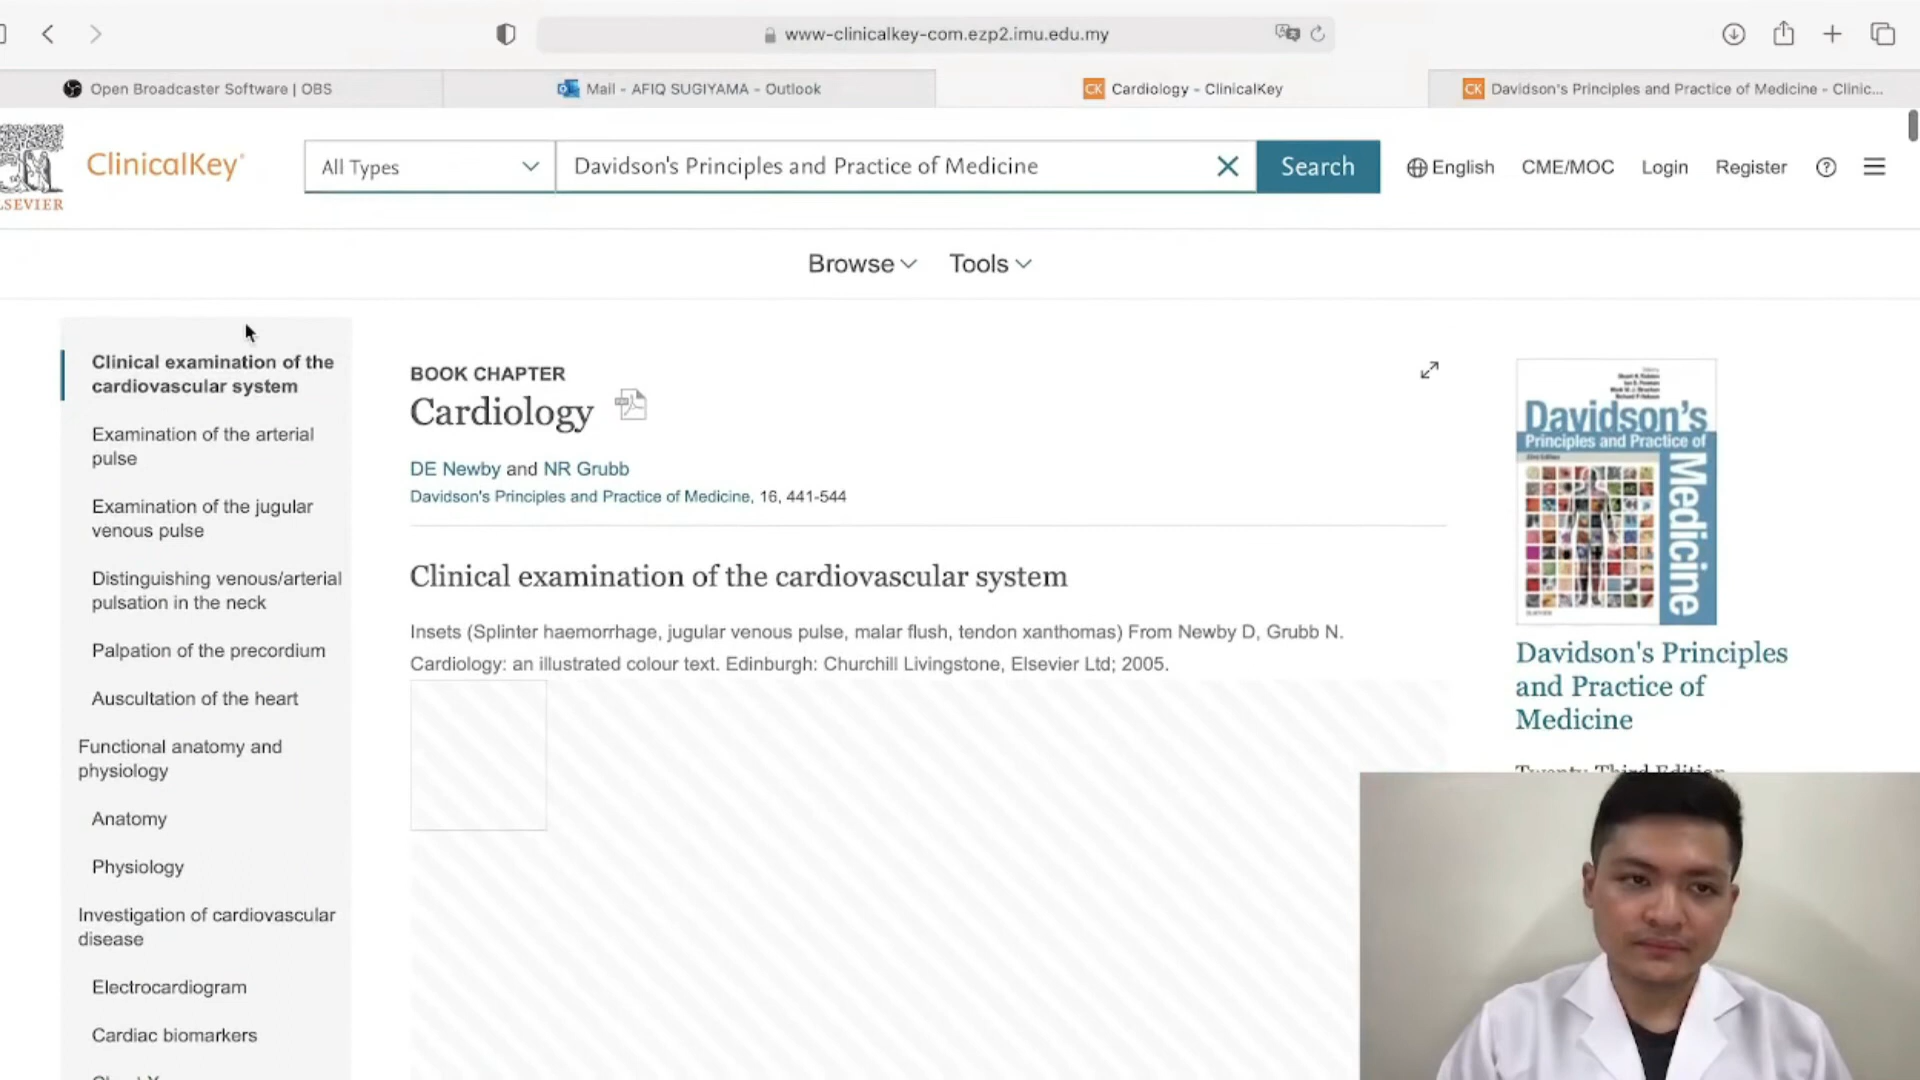 www-clinicalkey-com.ezp2.imu.edu.my
Open Broadcaster Software | OBS
Mail - AFIQ SUGIYAMA - Outlook
CK Cardiology - ClinicalKey
CK Davidson's Principles and Practice of Medicine - Clinic...
ELSEVIER
ClinicalKey
All Types
Davidson's Principles and Practice of Medicine
Search
English
CME/MOC
Login
Register
Browse
Tools
Clinical examination of the
cardiovascular system
Examination of the arterial
pulse
Examination of the jugular
venous pulse
Distinguishing venous/arterial
pulsation in the neck
Palpation of the precordium
Auscultation of the heart
Functional anatomy and
physiology
Anatomy
Physiology
Investigation of cardiovascular
disease
Electrocardiogram
Cardiac biomarkers
BOOK CHAPTER
Cardiology
DE Newby and NR Grubb
Davidson's Principles and Practice of Medicine, 16, 441-544
Clinical examination of the cardiovascular system
Insets (Splinter haemorrhage, jugular venous pulse, malar flush, tendon xanthomas) From Newby D, Grubb N.
Cardiology: an illustrated colour text. Edinburgh: Churchill Livingstone, Elsevier Ltd; 2005.
Davidson's
Principles and Practice of
Medicine
Davidson's Principles
and Practice of
Medicine
Twenty-Third Edition